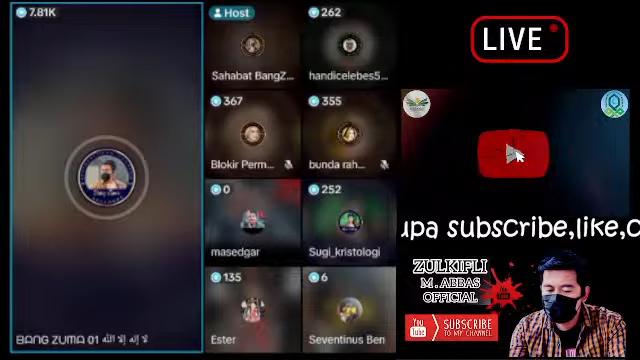 7.81K
BANG ZUMA 01 لا إله إلا الله
Host
Sahabat BangZ...
262
handicelebes5...
367
Blokir Perm...
355
bunda rah...
0
masedgar
252
Sugi_kristologi
135
Ester
6
Seventinus Ben
LIVE
upa subscribe,like,c
ZULKIFLI
M. ABBAS
OFFICIAL
You Tube
SUBSCRIBE
TO MY CHANNEL